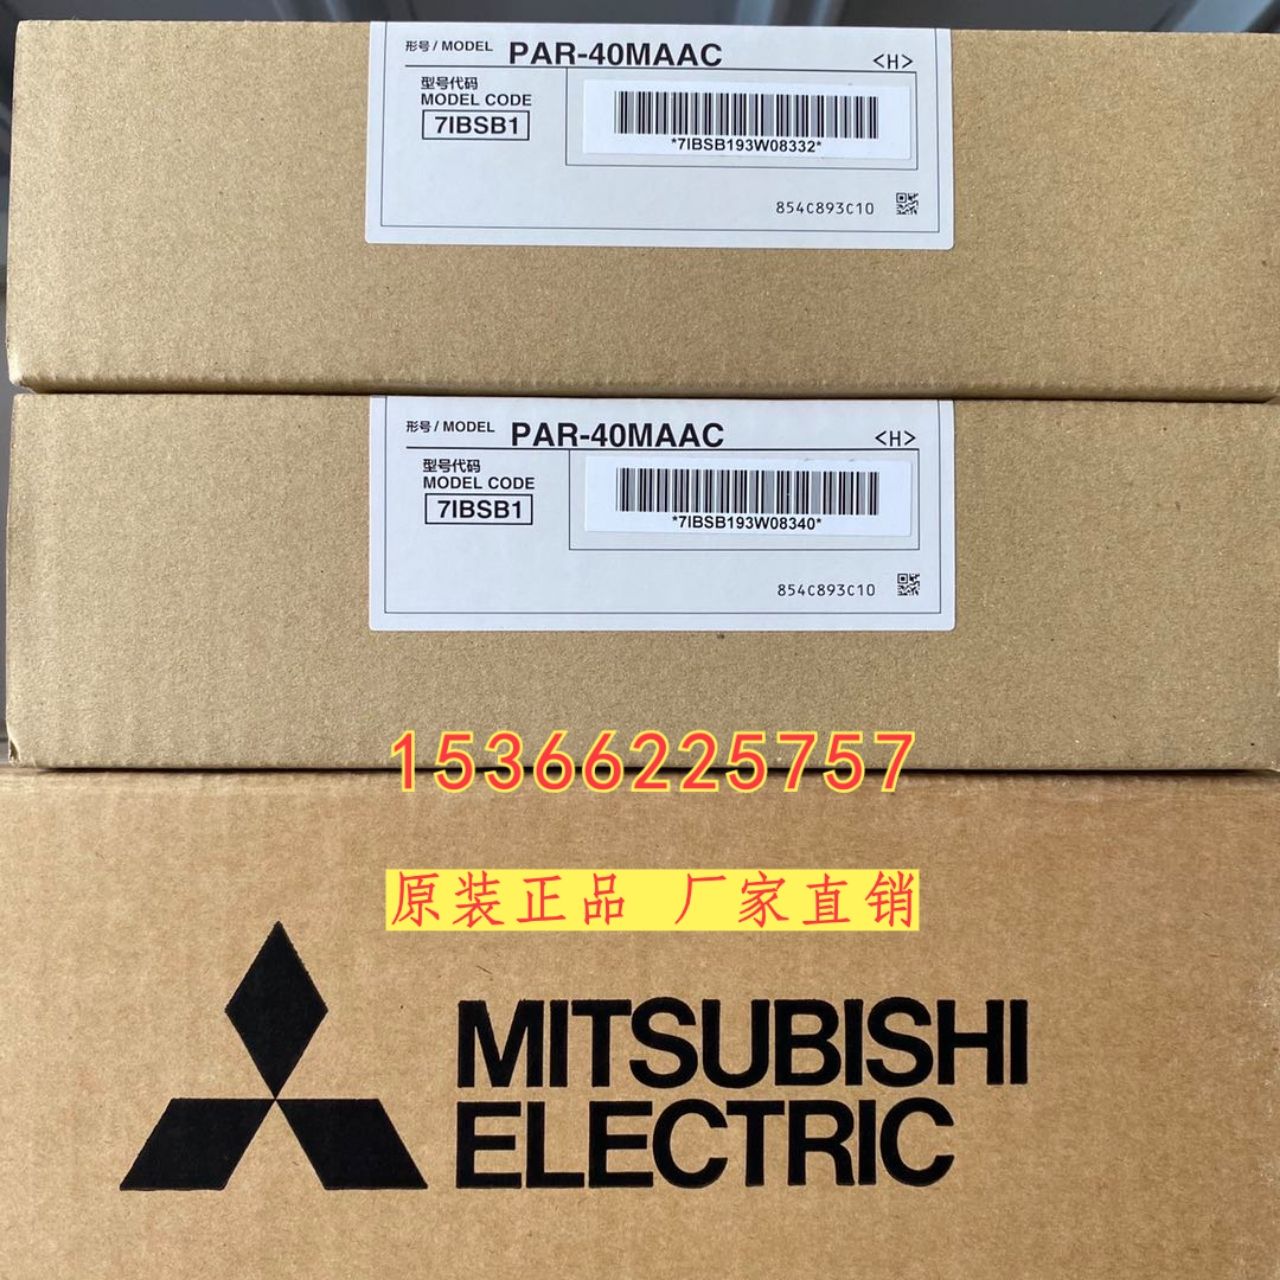 形号 / MODEL PAR-40MAAC <H>
型号代码
MODEL CODE
7IBSB1
*7IBSB193W08332*
854C893C10
形号 / MODEL PAR-40MAAC <H>
型号代码
MODEL CODE
7IBSB1
*7IBSB193W08340*
854C893C10
15366225757
原装正品 厂家直销
MITSUBISHI
ELECTRIC